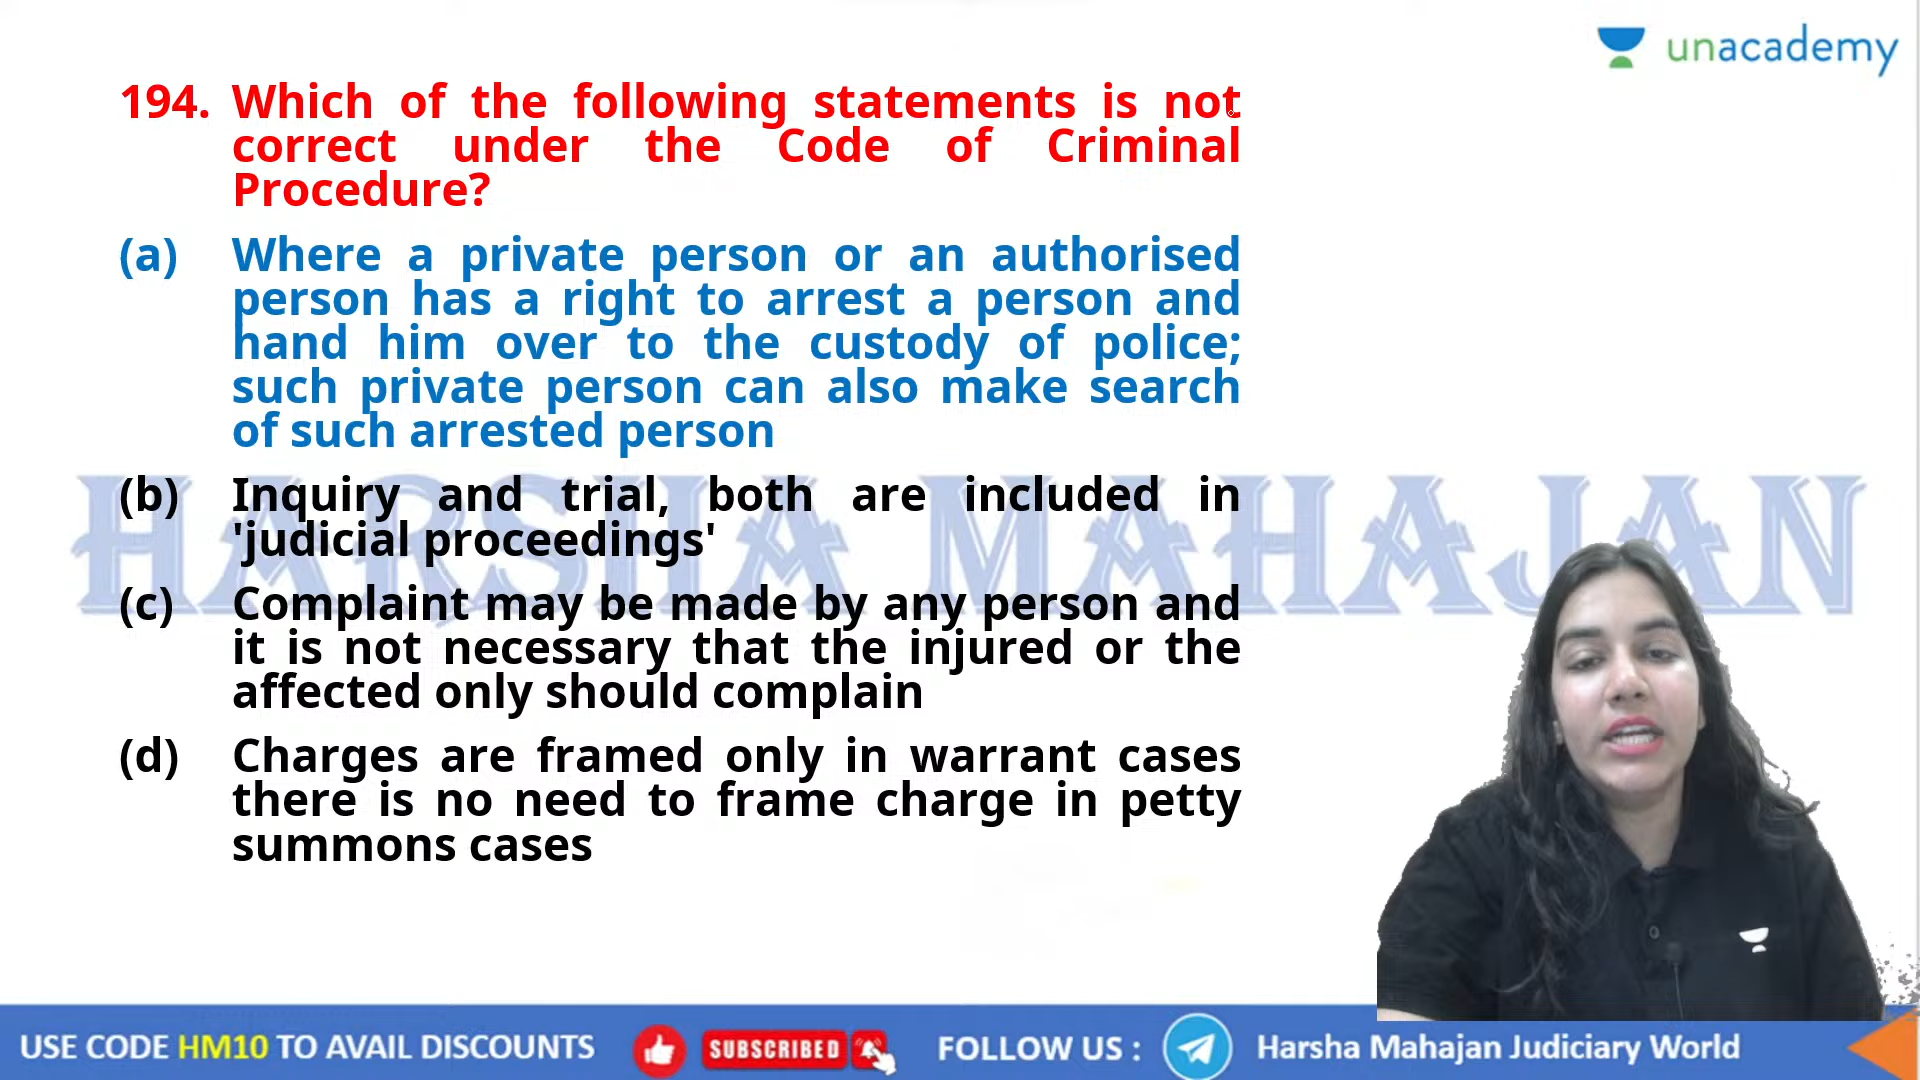 unacademy
194. Which of the following statements is not
correct under the Code of Criminal
Procedure?
(a) Where a private person or an authorised
person has a right to arrest a person and
hand him over to the custody of police;
such private person can also make search
of such arrested person
HARSHA MAHAJAN
(b) Inquiry and trial, both are included in
'judicial proceedings'
(c) Complaint may be made by any person and
it is not necessary that the injured or the
affected only should complain
(d) Charges are framed only in warrant cases
there is no need to frame charge in petty
summons cases
USE CODE HM10 TO AVAIL DISCOUNTS
SUBSCRIBED
FOLLOW US :
Harsha Mahajan Judiciary World